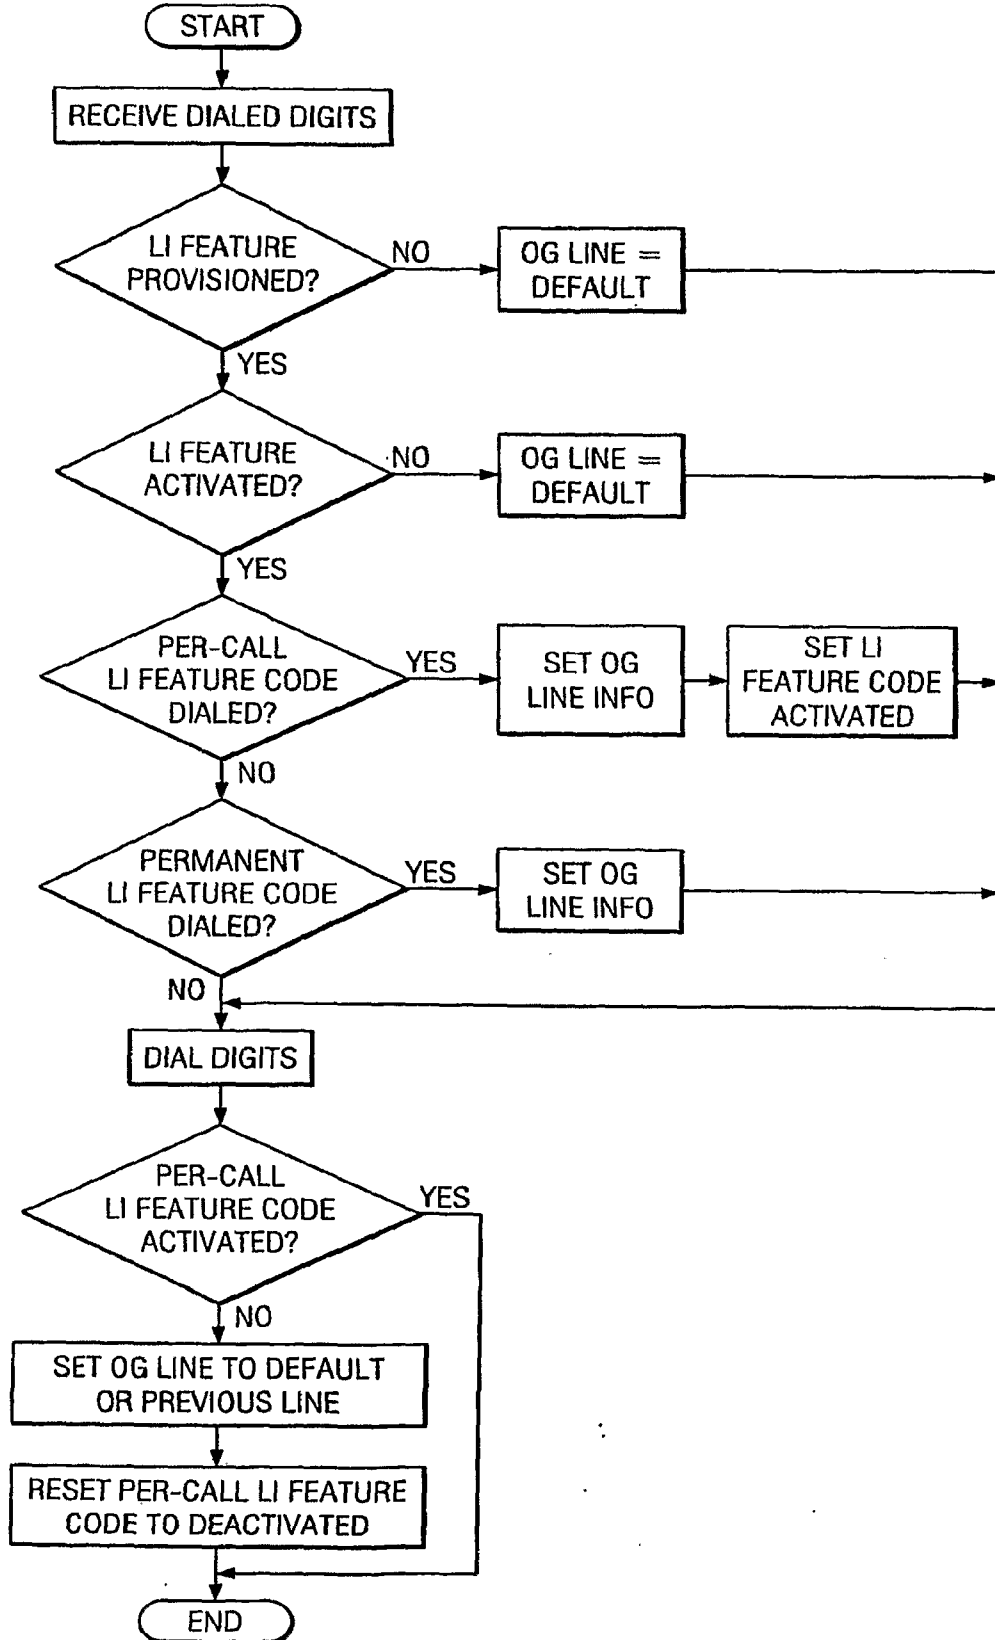 START
RECEIVE DIALED DIGITS
LI FEATURE
PROVISIONED?
NO
OG LINE =
DEFAULT
YES
LI FEATURE
ACTIVATED?
NO
OG LINE =
DEFAULT
YES
PER-CALL
LI FEATURE CODE
DIALED?
YES
SET OG
LINE INFO
SET LI
FEATURE CODE
ACTIVATED
NO
PERMANENT
LI FEATURE CODE
DIALED?
YES
SET OG
LINE INFO
NO
DIAL DIGITS
PER-CALL
LI FEATURE CODE
ACTIVATED?
YES
NO
SET OG LINE TO DEFAULT
OR PREVIOUS LINE
RESET PER-CALL LI FEATURE
CODE TO DEACTIVATED
END